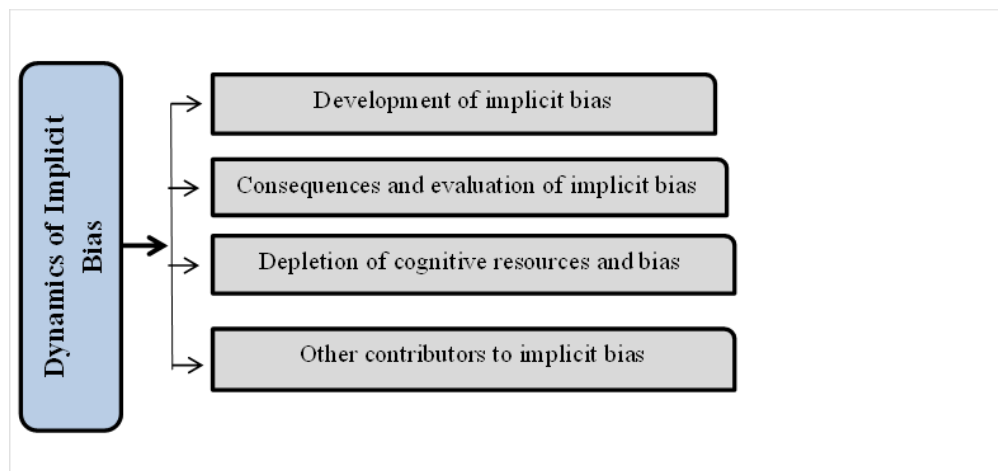 Dynamics of Implicit
Bias
Development of implicit bias
Consequences and evaluation of implicit bias
Depletion of cognitive resources and bias
Other contributors to implicit bias